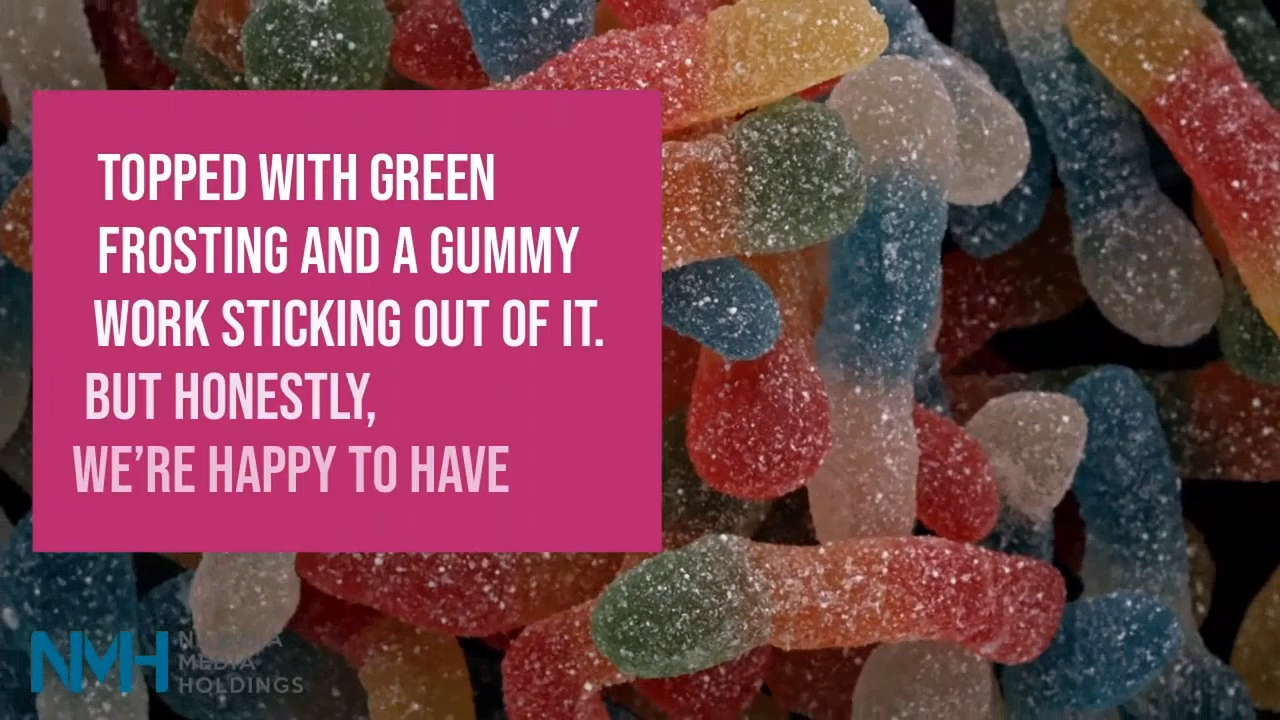 TOPPED WITH GREEN
FROSTING AND A GUMMY
WORK STICKING OUT OF IT.
BUT HONESTLY,
WE'RE HAPPY TO HAVE
NMH
MEDIA
HOLDINGS